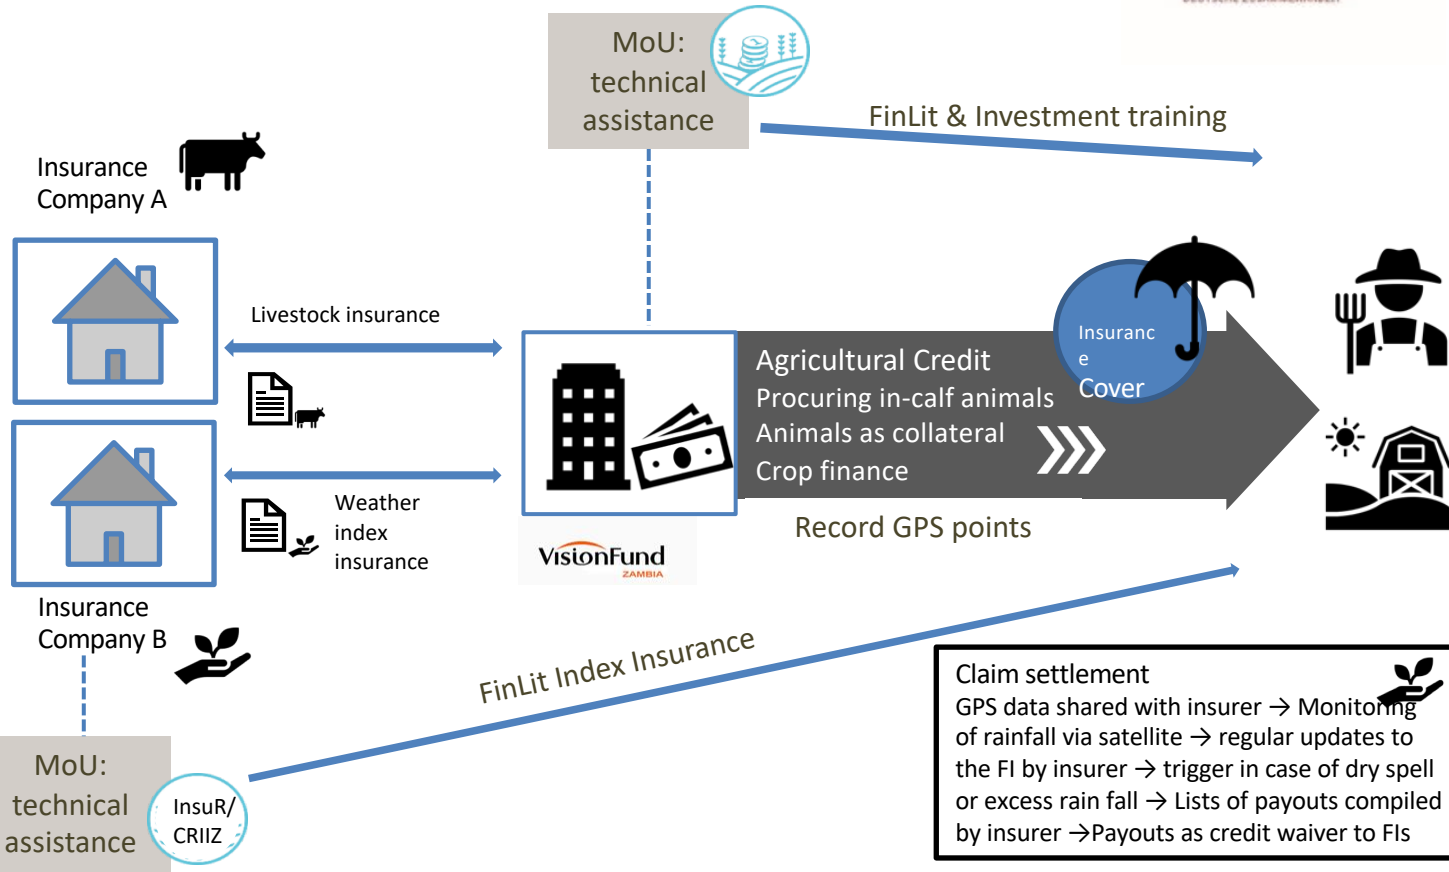 MoU:
technical
assistance
FinLit & Investment training
Insurance
Company A
Livestock insurance
Insuranc
e
Cover
Agricultural Credit
Procuring in-calf animals
Animals as collateral
Crop finance
Weather
index
insurance
Record GPS points
VisionFund
ZAMBIA
Insurance
Company B
FinLit Index Insurance
MoU:
technical
assistance
InsuR/
CRIIZ
Claim settlement
GPS data shared with insurer → Monitoring
of rainfall via satellite → regular updates to
the FI by insurer → trigger in case of dry spell
or excess rain fall → Lists of payouts compiled
by insurer →Payouts as credit waiver to FIs